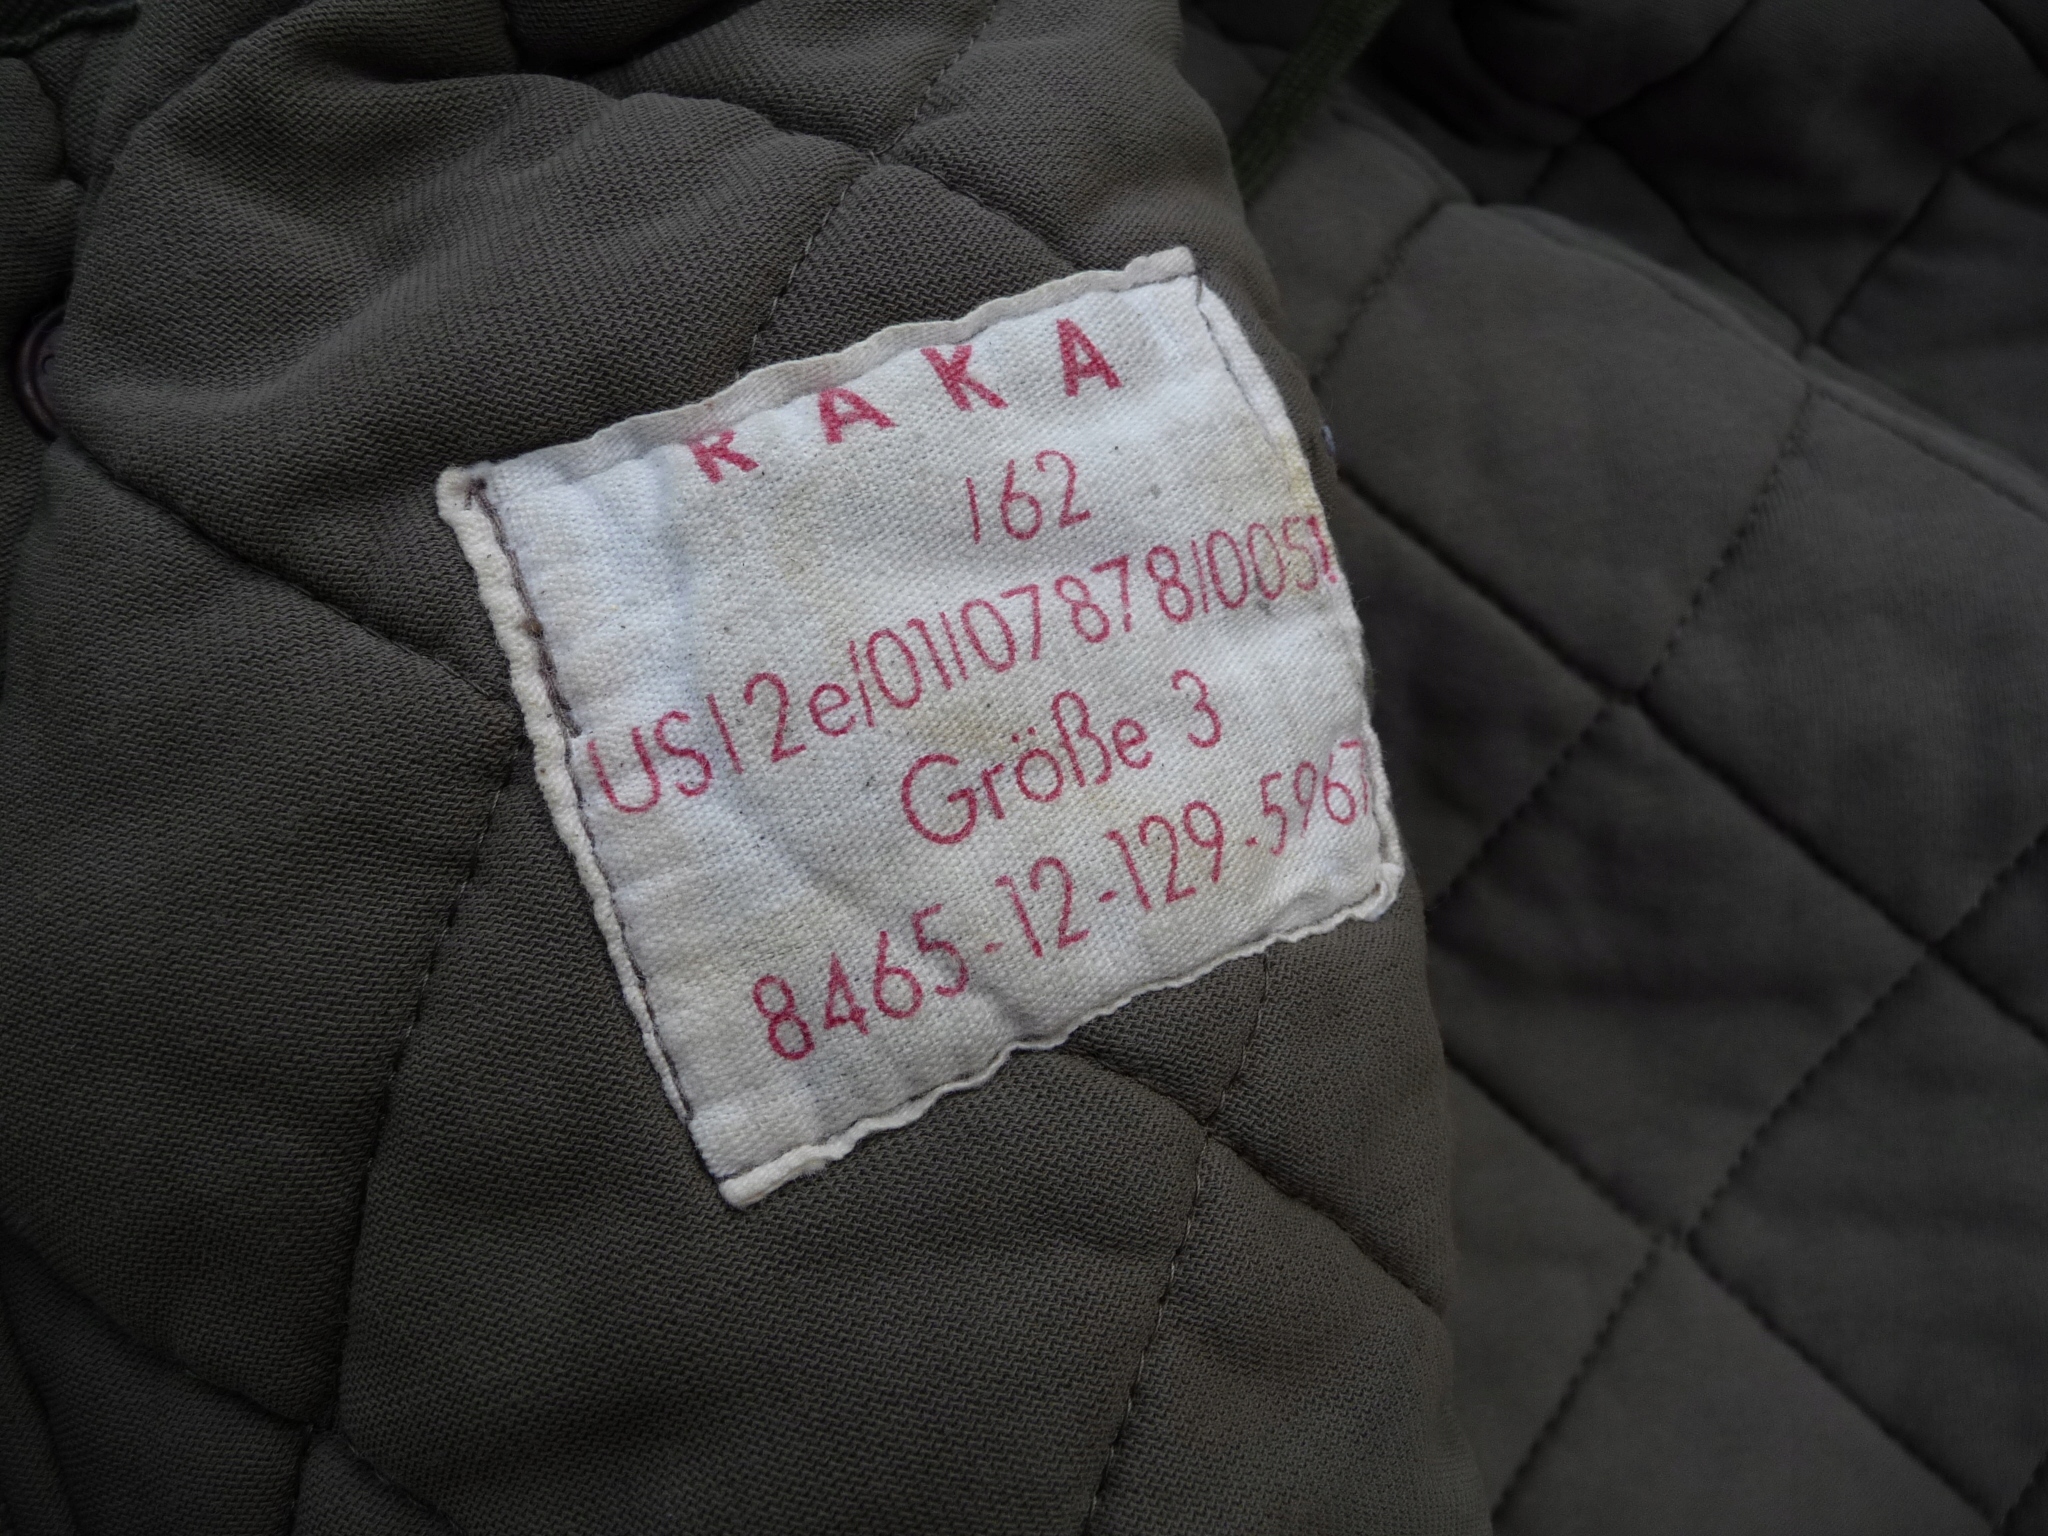 RAKA
162
US12e/01/07878/0051
Größe 3
8465-12-129-5967